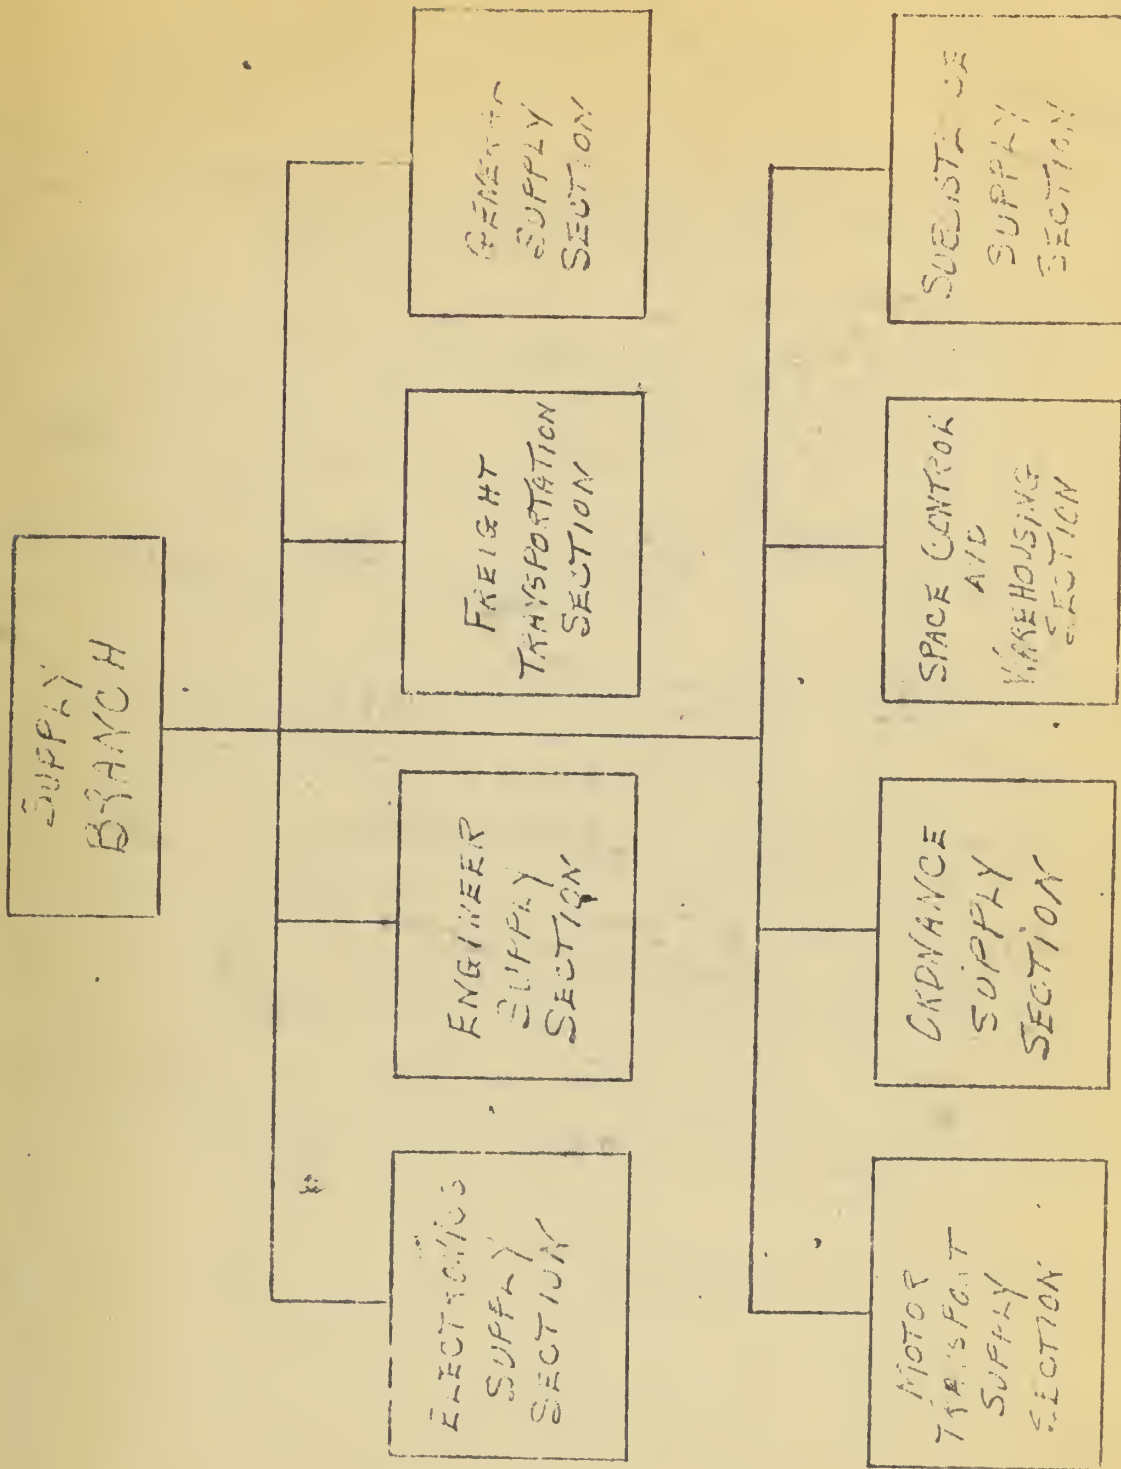 SUPPLY
BRANCH
ELECTRONICS
SUPPLY
SECTION
ENGINEER
SUPPLY
SECTION
FREIGHT
TRANSPORTATION
SECTION
GENERAL
SUPPLY
SECTION
MOTOR
TRANSPORT
SUPPLY
SECTION
ORDNANCE
SUPPLY
SECTION
SPACE CONTROL
AND
WAREHOUSING
SECTION
SUPPLY
SECTION